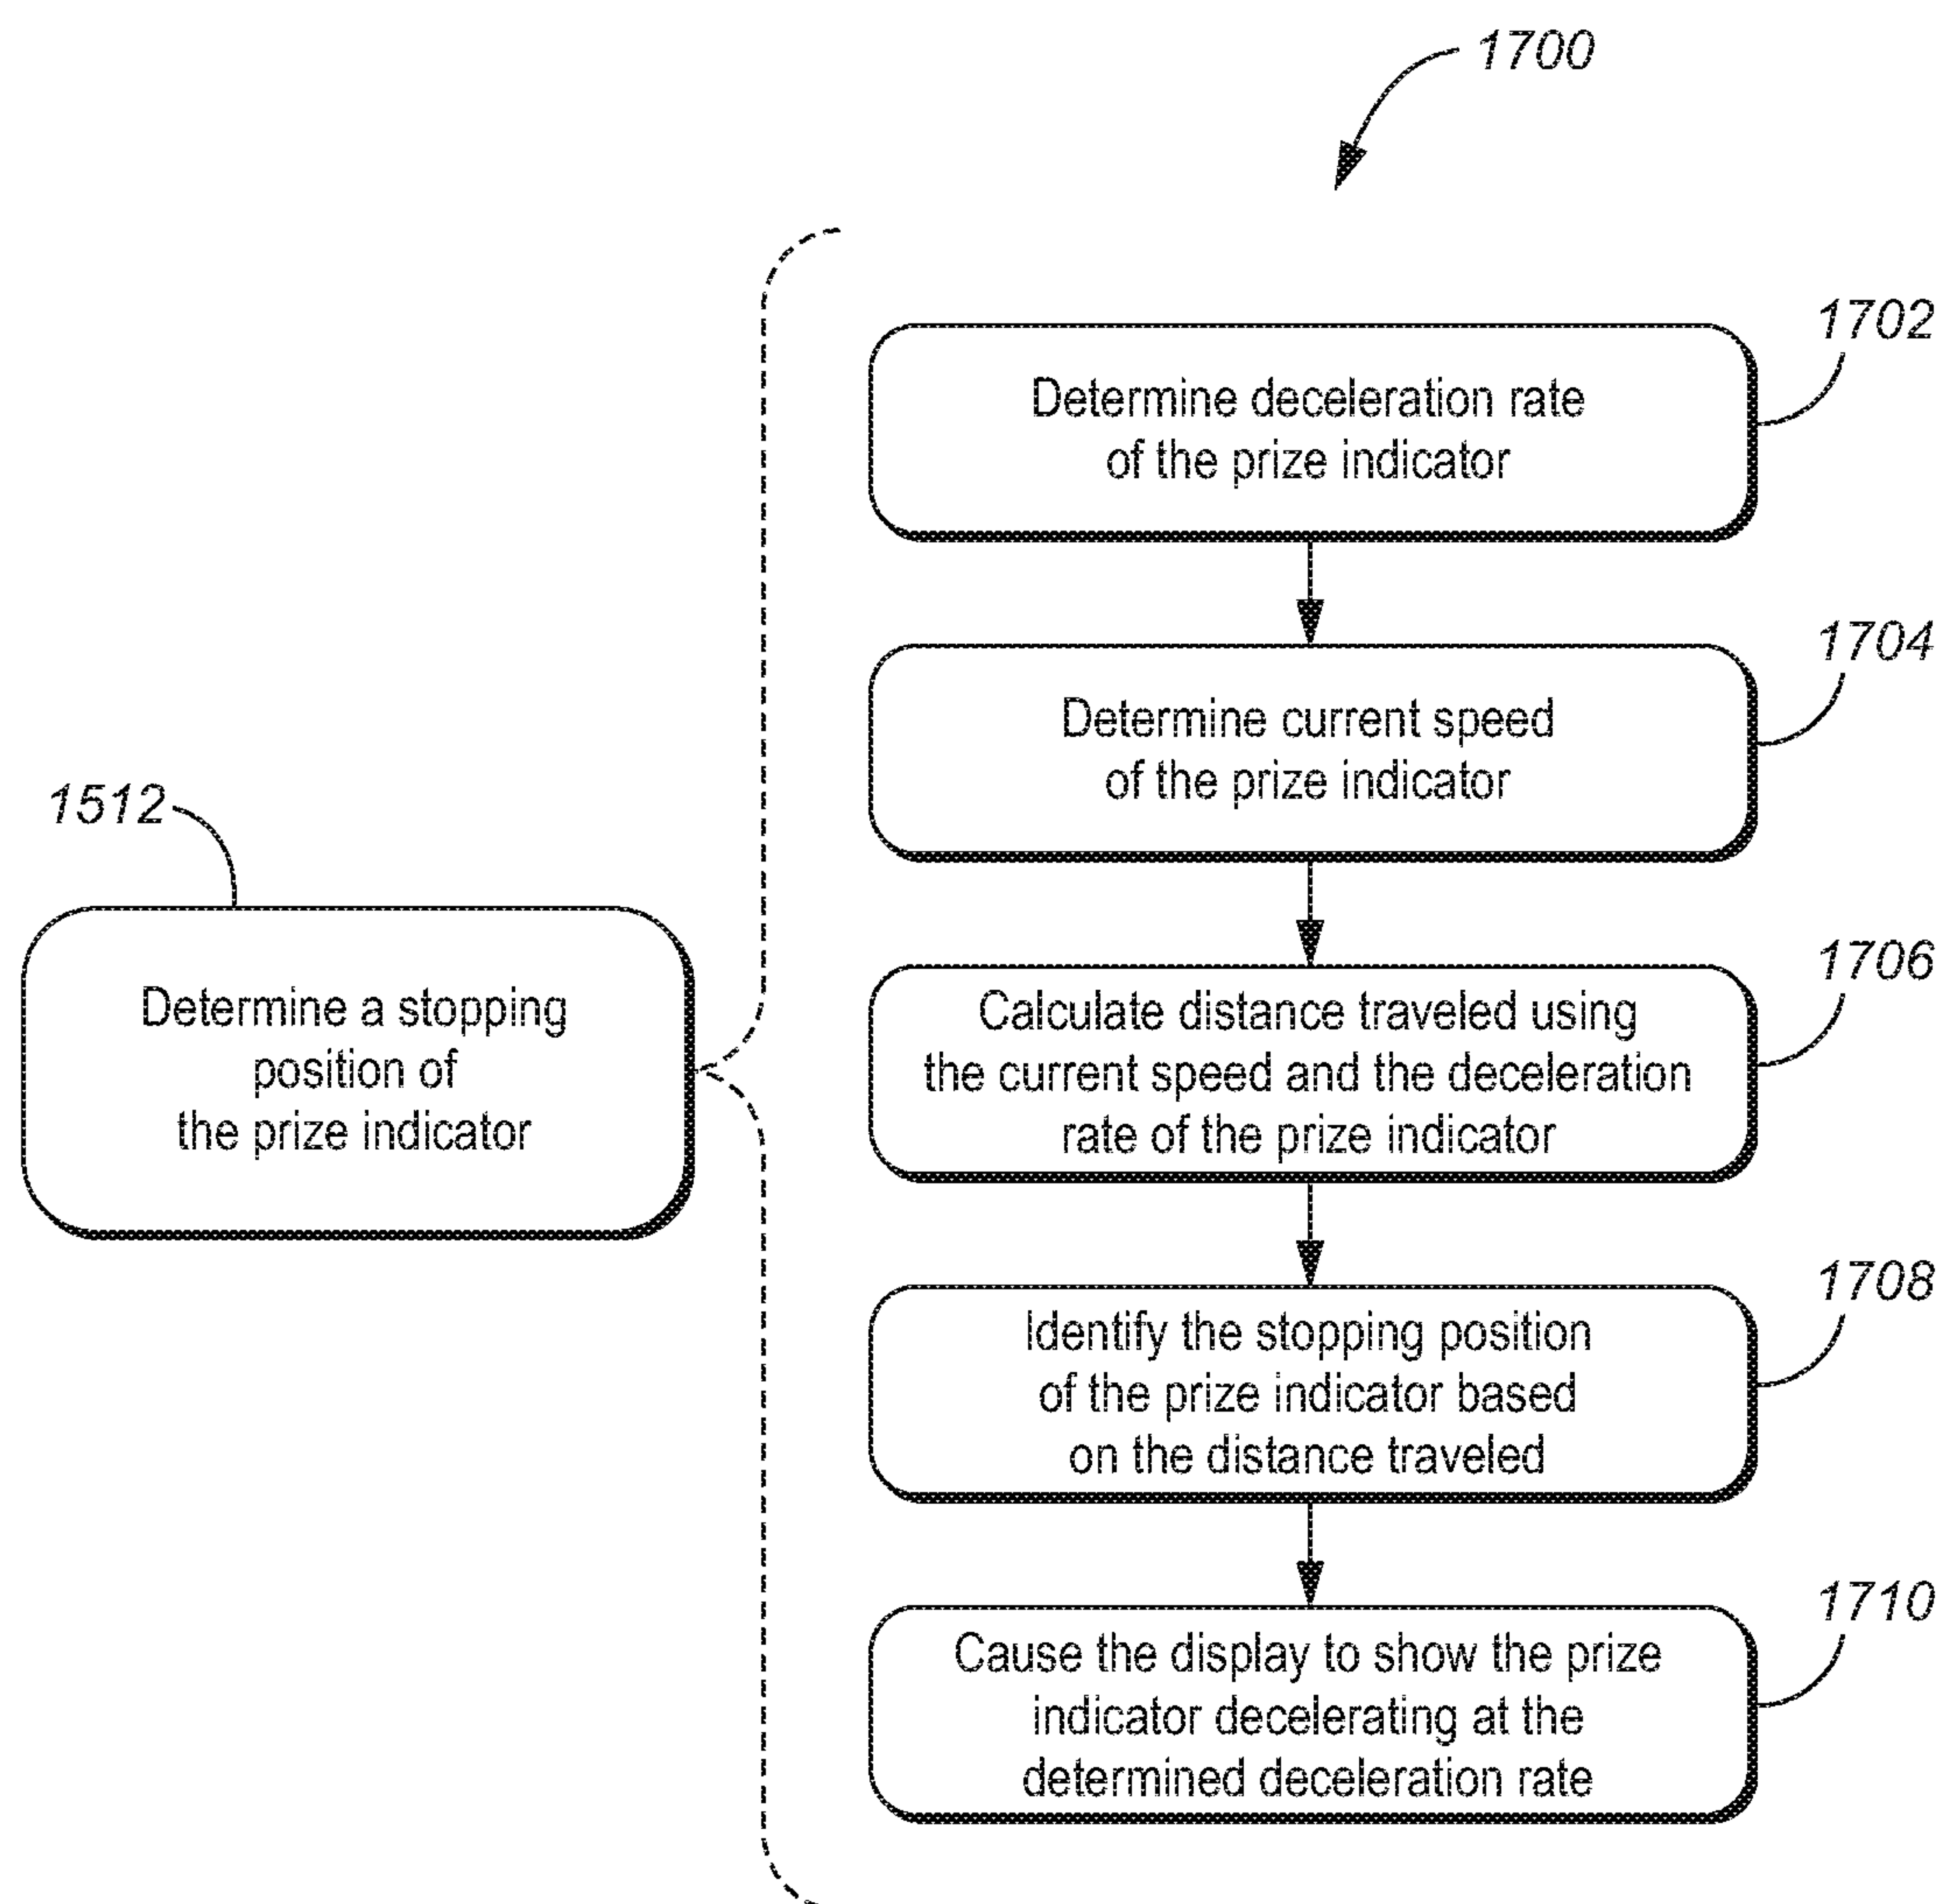 1700
1702
Determine deceleration rate
of the prize indicator
1704
Determine current speed
of the prize indicator
1512
Determine a stopping
position of
the prize indicator
1706
Calculate distance traveled using
the current speed and the deceleration
rate of the prize indicator
1708
Identify the stopping position
of the prize indicator based
on the distance traveled
1710
Cause the display to show the prize
indicator decelerating at the
determined deceleration rate